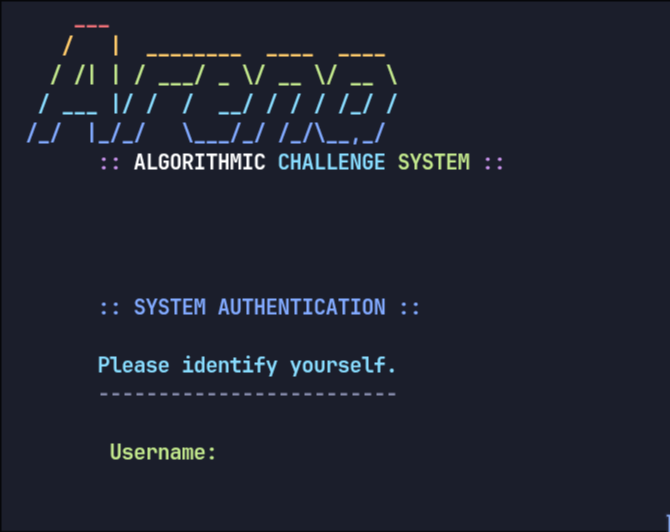 Arena
:: ALGORITHMIC CHALLENGE SYSTEM ::
:: SYSTEM AUTHENTICATION ::
Please identify yourself.
-------------------------
Username: